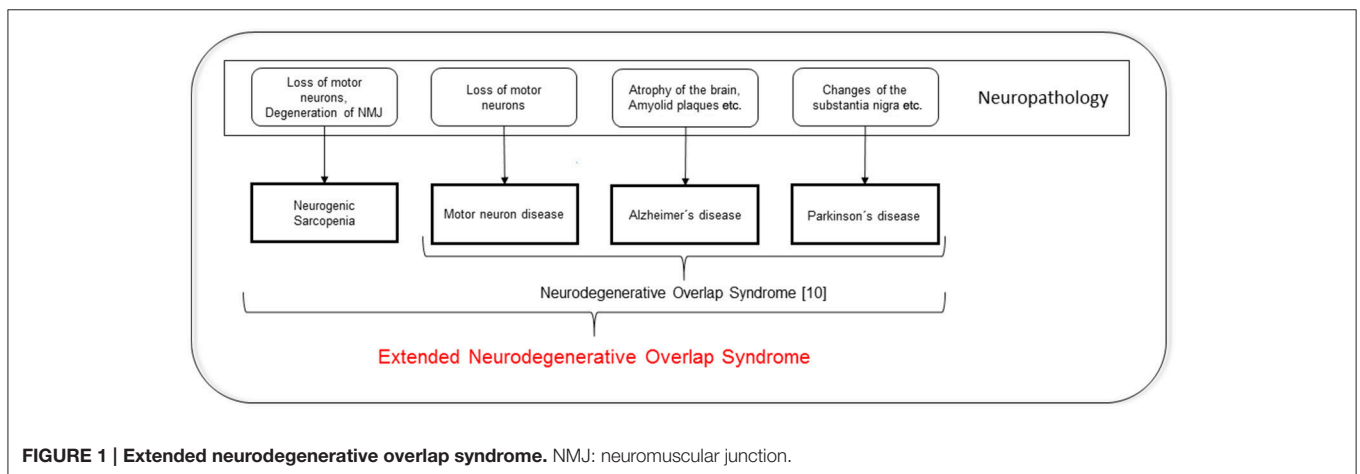 Loss of motor
neurons,
Degeneration of NMJ
Loss of motor
neurons
Atrophy of the brain,
Amyolid plaques etc.
Changes of the
substantia nigra etc.
Neuropathology
Neurogenic
Sarcopenia
Motor neuron disease
Alzheimer´s disease
Parkinson´s disease
Neurodegenerative Overlap Syndrome [10]
Extended Neurodegenerative Overlap Syndrome
FIGURE 1 | Extended neurodegenerative overlap syndrome. NMJ: neuromuscular junction.